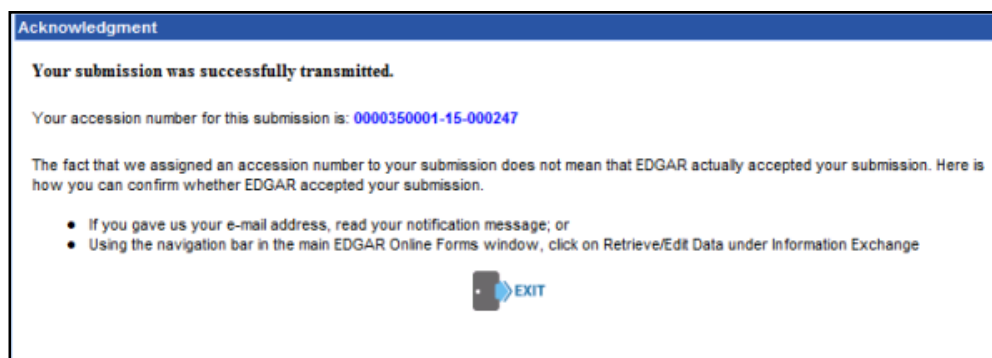 Acknowledgment
Your submission was successfully transmitted.
Your accession number for this submission is: 0000350001-15-000247
The fact that we assigned an accession number to your submission does not mean that EDGAR actually accepted your submission. Here is
how you can confirm whether EDGAR accepted your submission.
● If you gave us your e-mail address, read your notification message; or
● Using the navigation bar in the main EDGAR Online Forms window, click on Retrieve/Edit Data under Information Exchange
EXIT